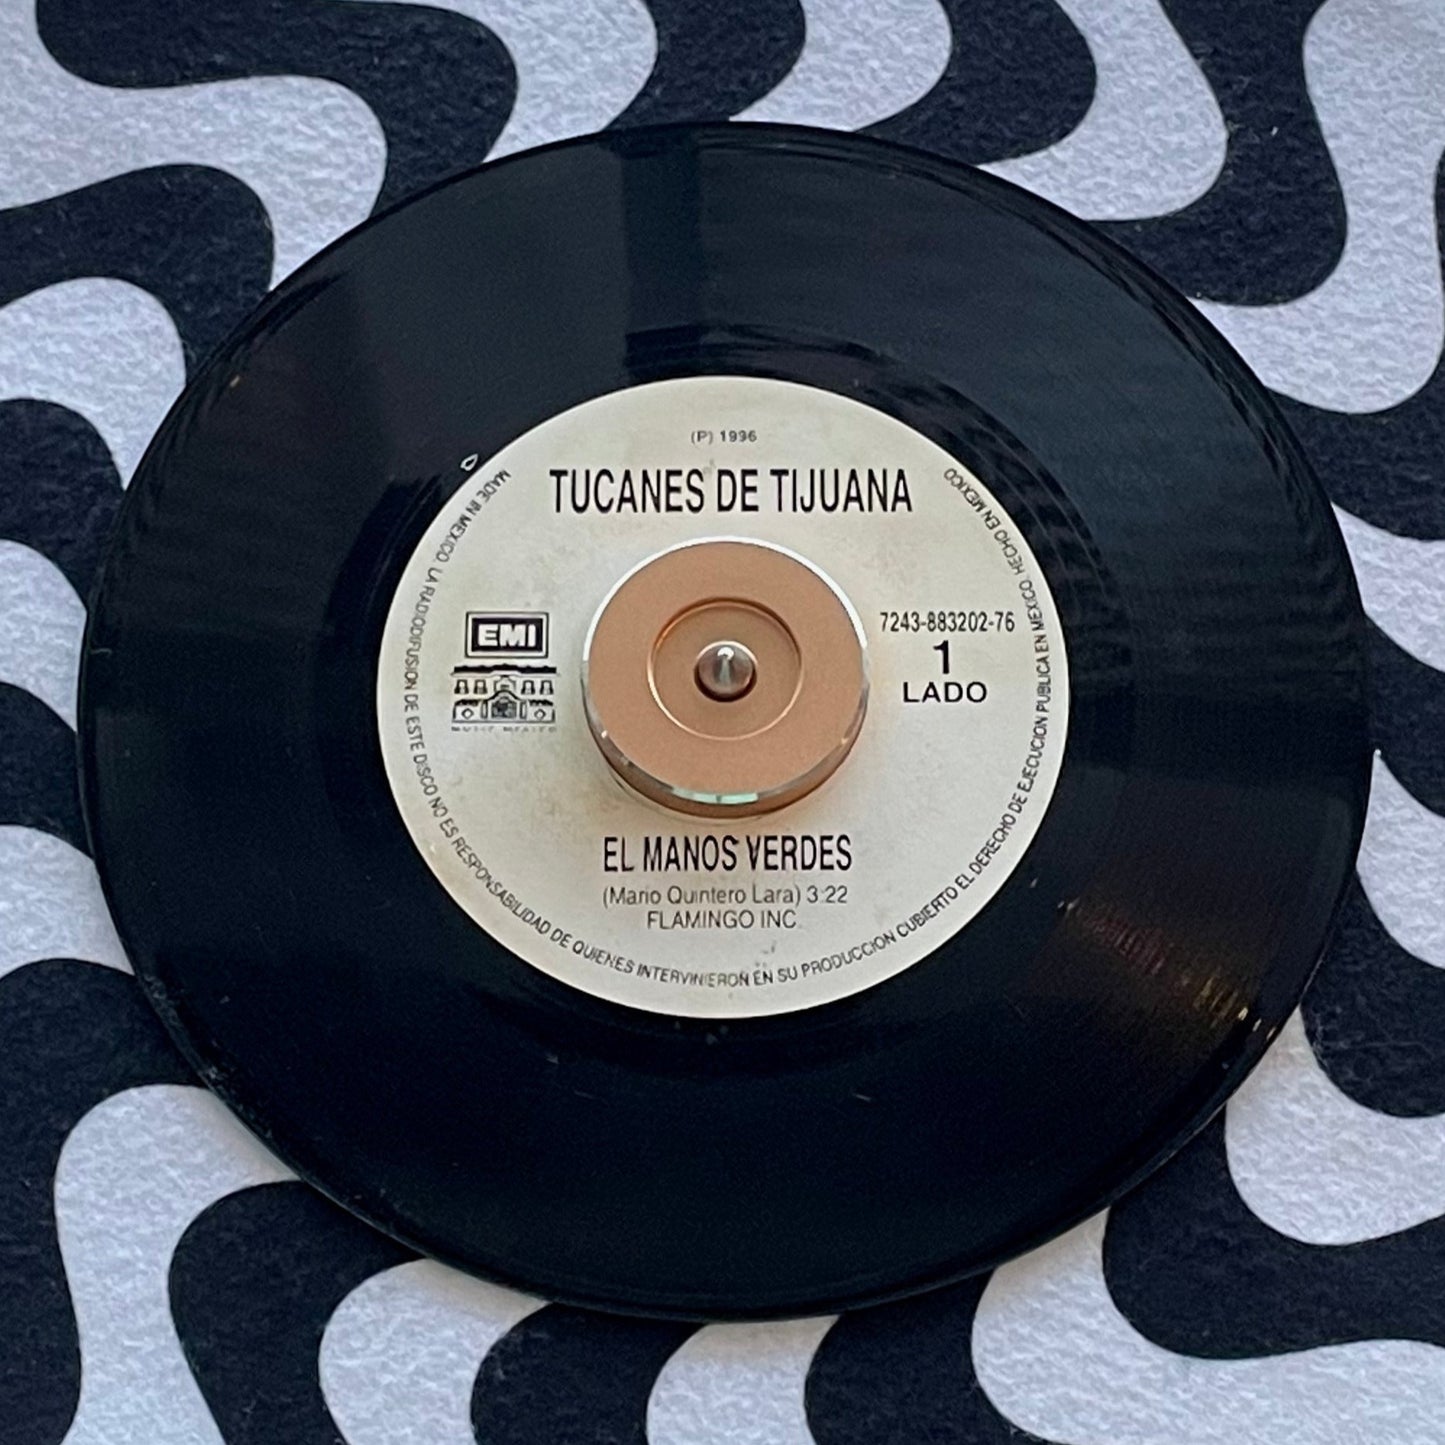 (P) 1996
TUCANES DE TIJUANA
EMI
MUSIC MEXICO
7243-883202-76
1
LADO
EL MANOS VERDES
(Mario Quintero Lara) 3:22
FLAMINGO INC.
MADE IN MEXICO. LA RADIODIFUSION DE ESTE DISCO NO ES RESPONSABILIDAD DE QUIENES INTERVINIERON EN SU PRODUCCION CUBIERTO EL DERECHO DE EJECUCION PUBLICA EN MEXICO. HECHO EN MEXICO